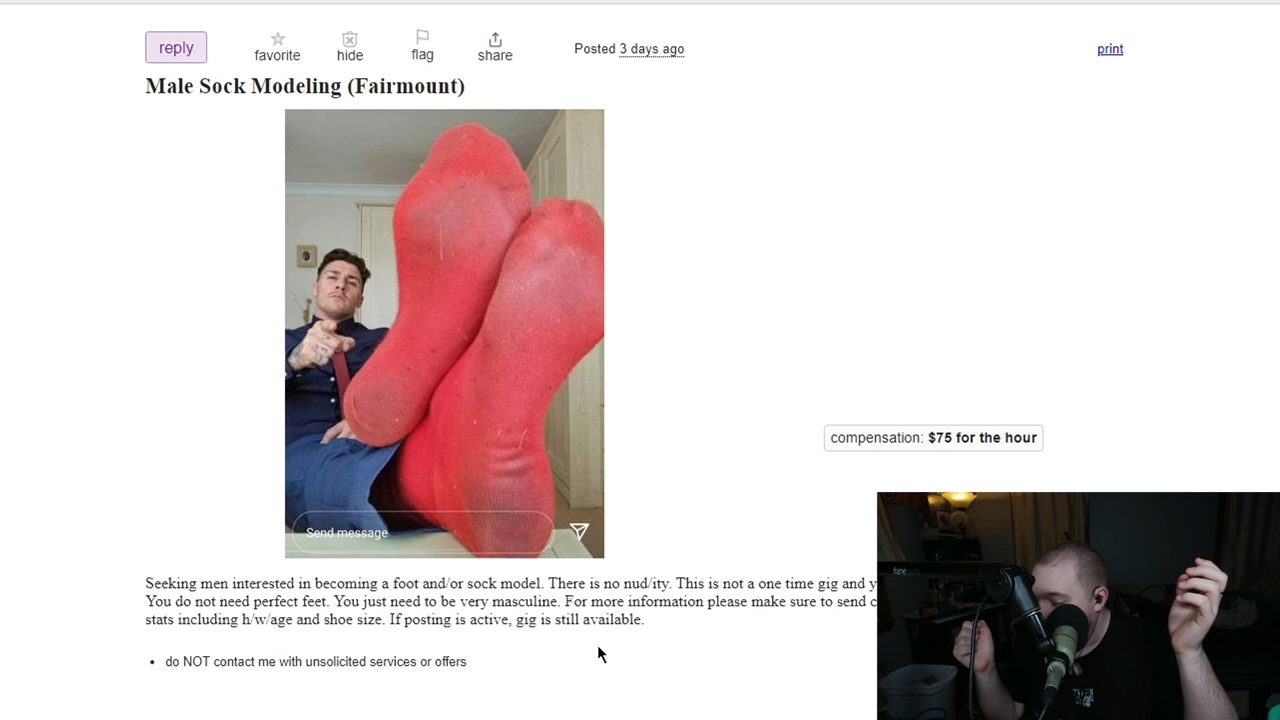 reply
favorite
hide
flag
share
Posted 3 days ago
print
Male Sock Modeling (Fairmount)
Send message
compensation: $75 for the hour
Seeking men interested in becoming a foot and/or sock model. There is no nud/ity. This is not a one time gig and y
You do not need perfect feet. You just need to be very masculine. For more information please make sure to send c
stats including h/w/age and shoe size. If posting is active, gig is still available.
• do NOT contact me with unsolicited services or offers